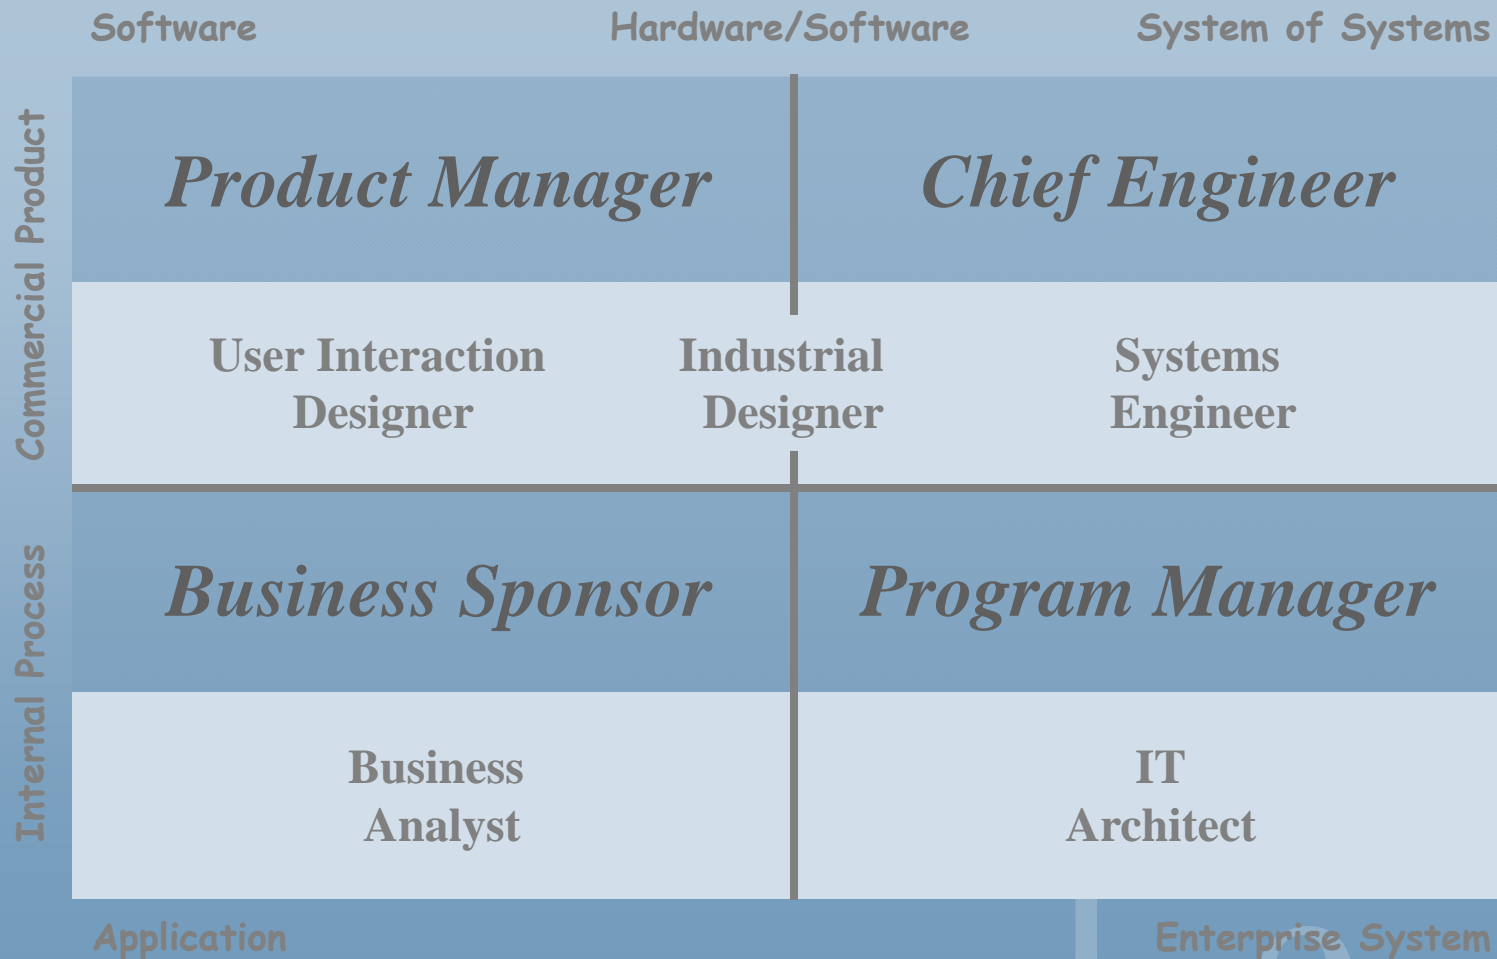 Software Hardware/Software System of Systems
Commercial Product
Product Manager Chief Engineer
User Interaction Industrial Systems
Designer Designer Engineer
Internal Process
Business Sponsor Program Manager
Business IT
Analyst Architect
Application Enterprise System